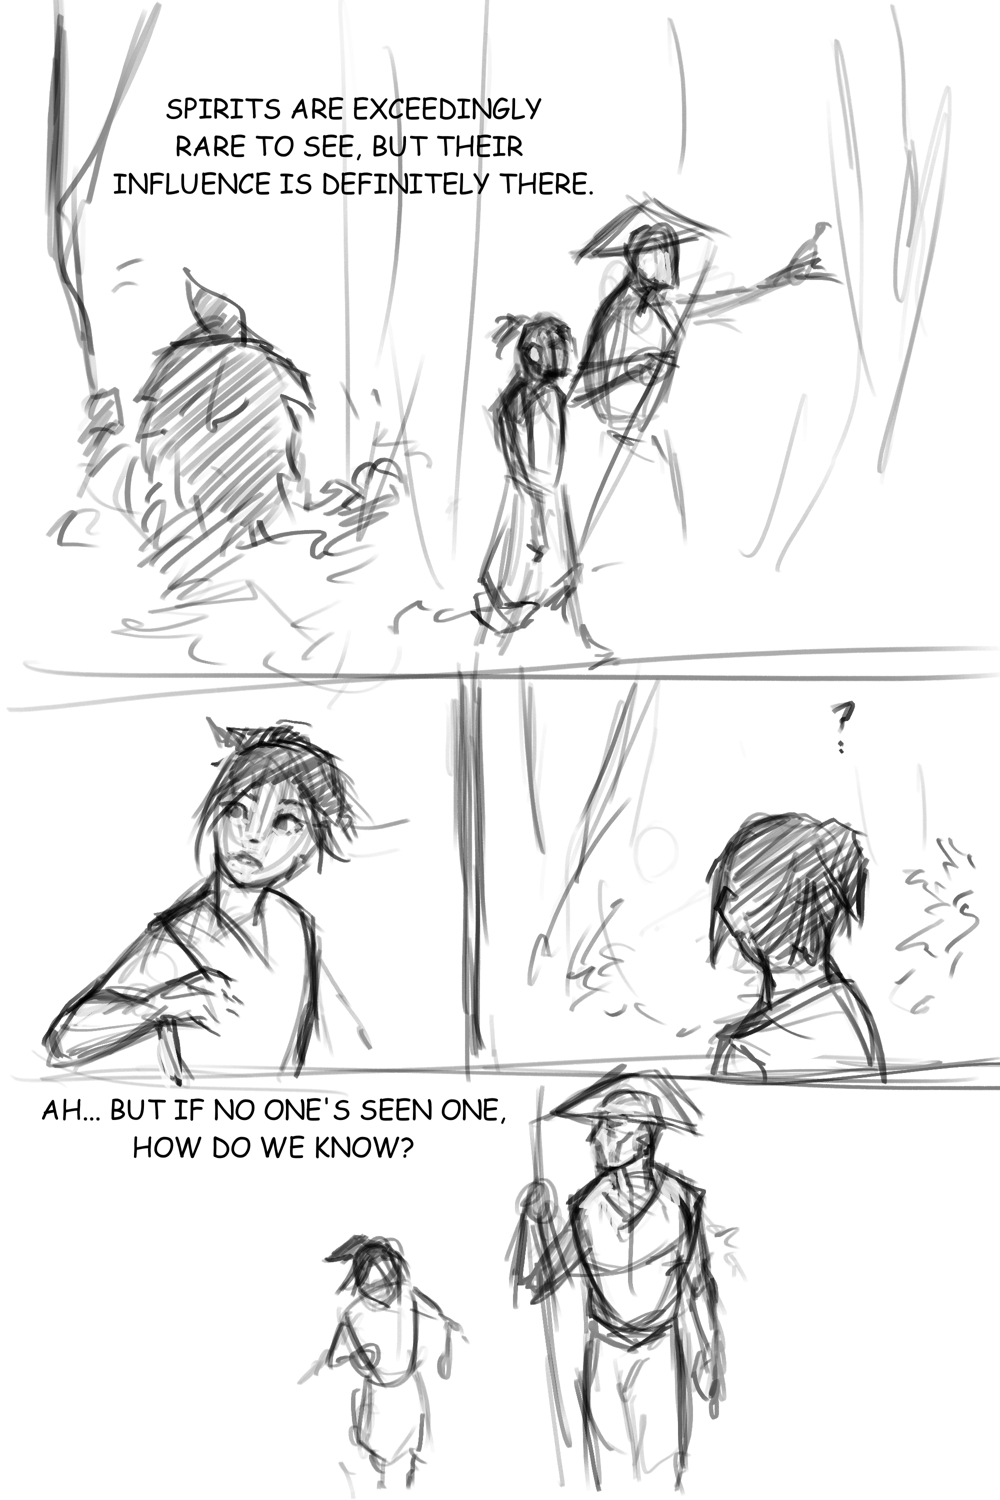 SPIRITS ARE EXCEEDINGLY
RARE TO SEE, BUT THEIR
INFLUENCE IS DEFINITELY THERE.
?
AH... BUT IF NO ONE'S SEEN ONE,
HOW DO WE KNOW?